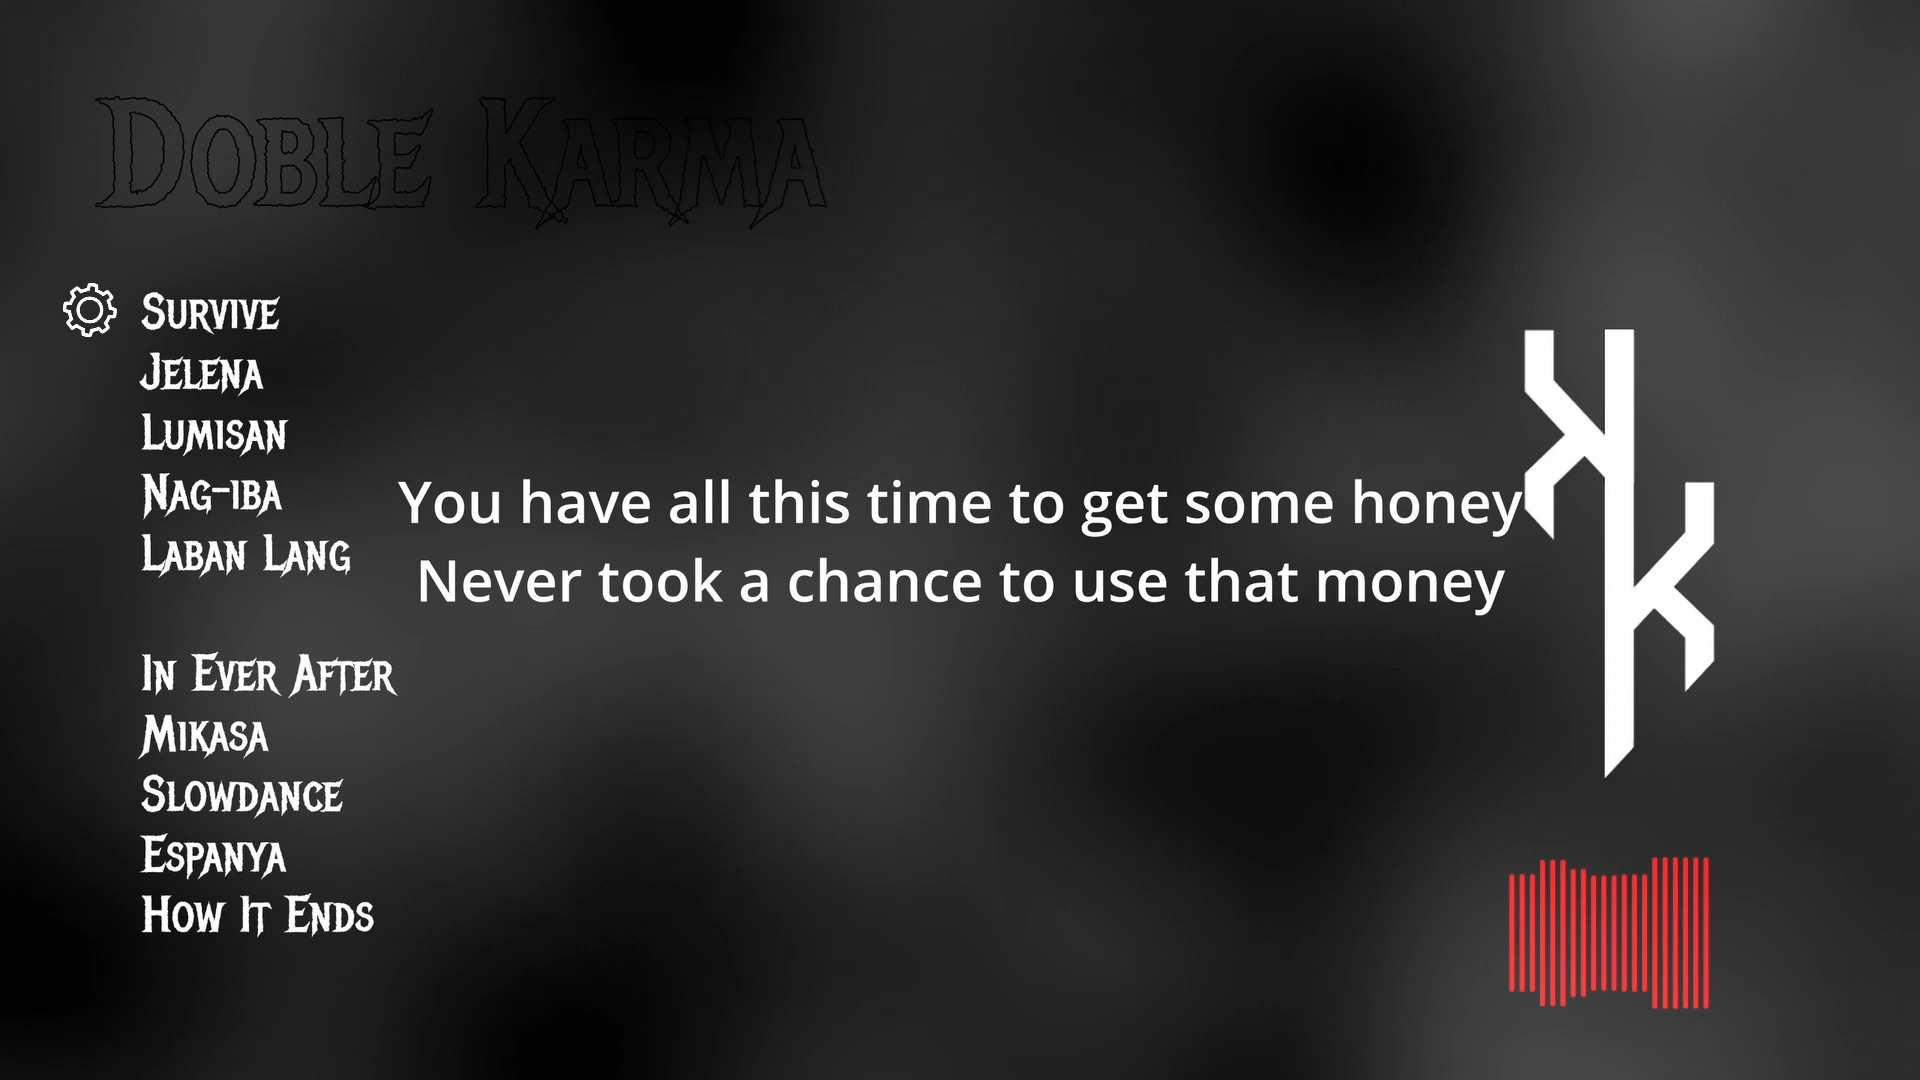 Doble Karma
Survive
Jelena
Lumisan
Nag-iba
Laban Lang
You have all this time to get some honey
Never took a chance to use that money
In Ever After
Mikasa
Slowdance
Espanya
How It Ends